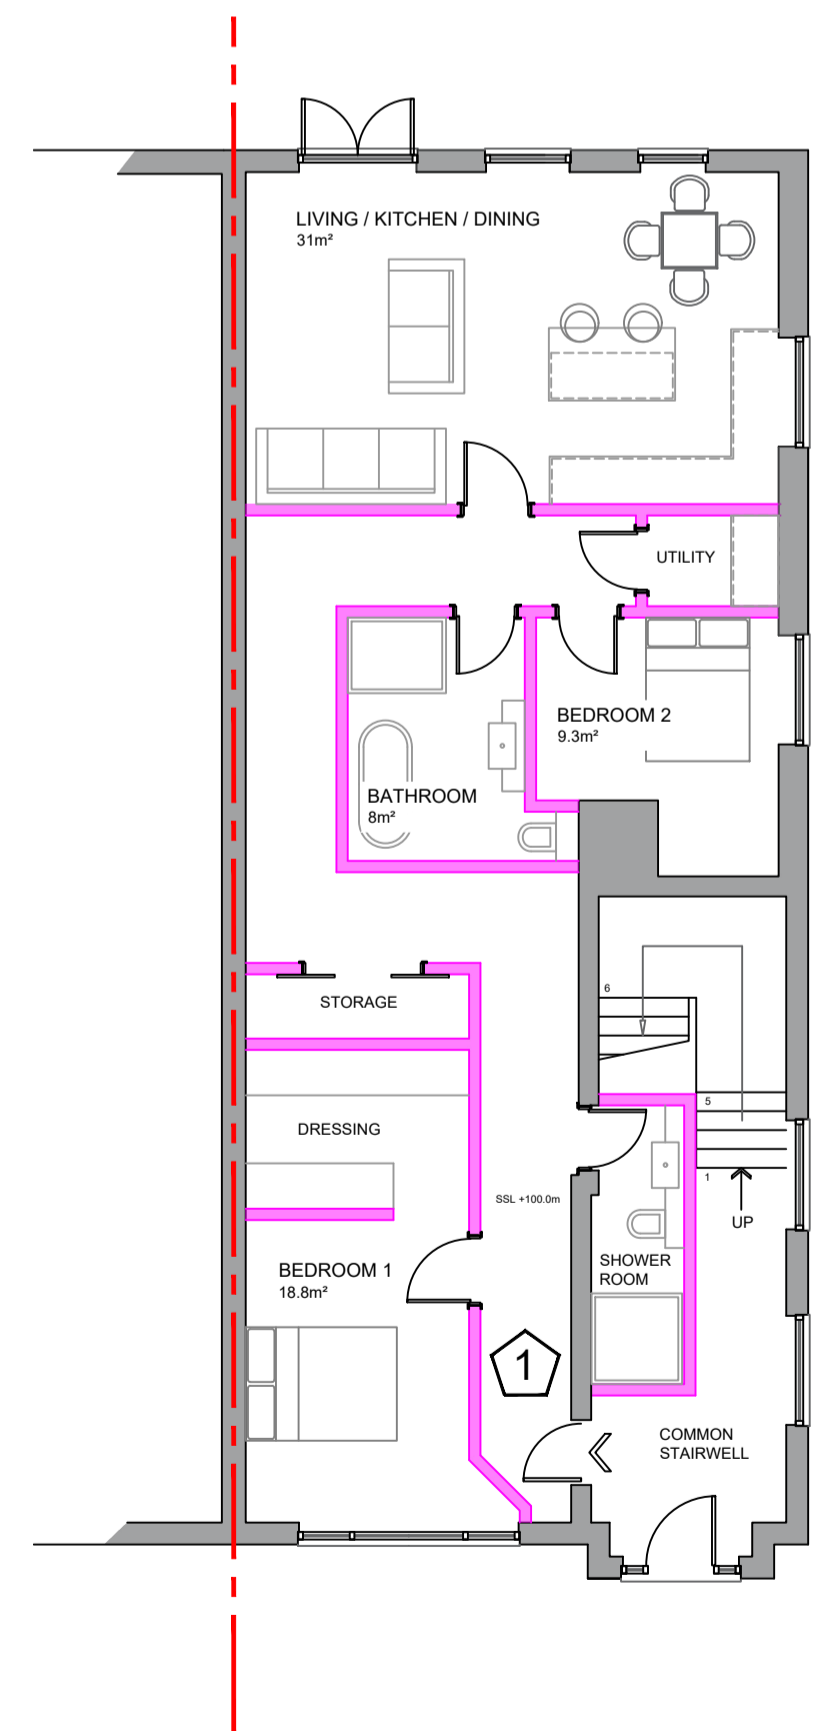 LIVING / KITCHEN / DINING
31m²
UTILITY
BEDROOM 2
9.3m²
BATHROOM
8m²
6
STORAGE
5
DRESSING
1
SSL +100.0m
UP
SHOWER
ROOM
BEDROOM 1
18.8m²
1
COMMON
STAIRWELL